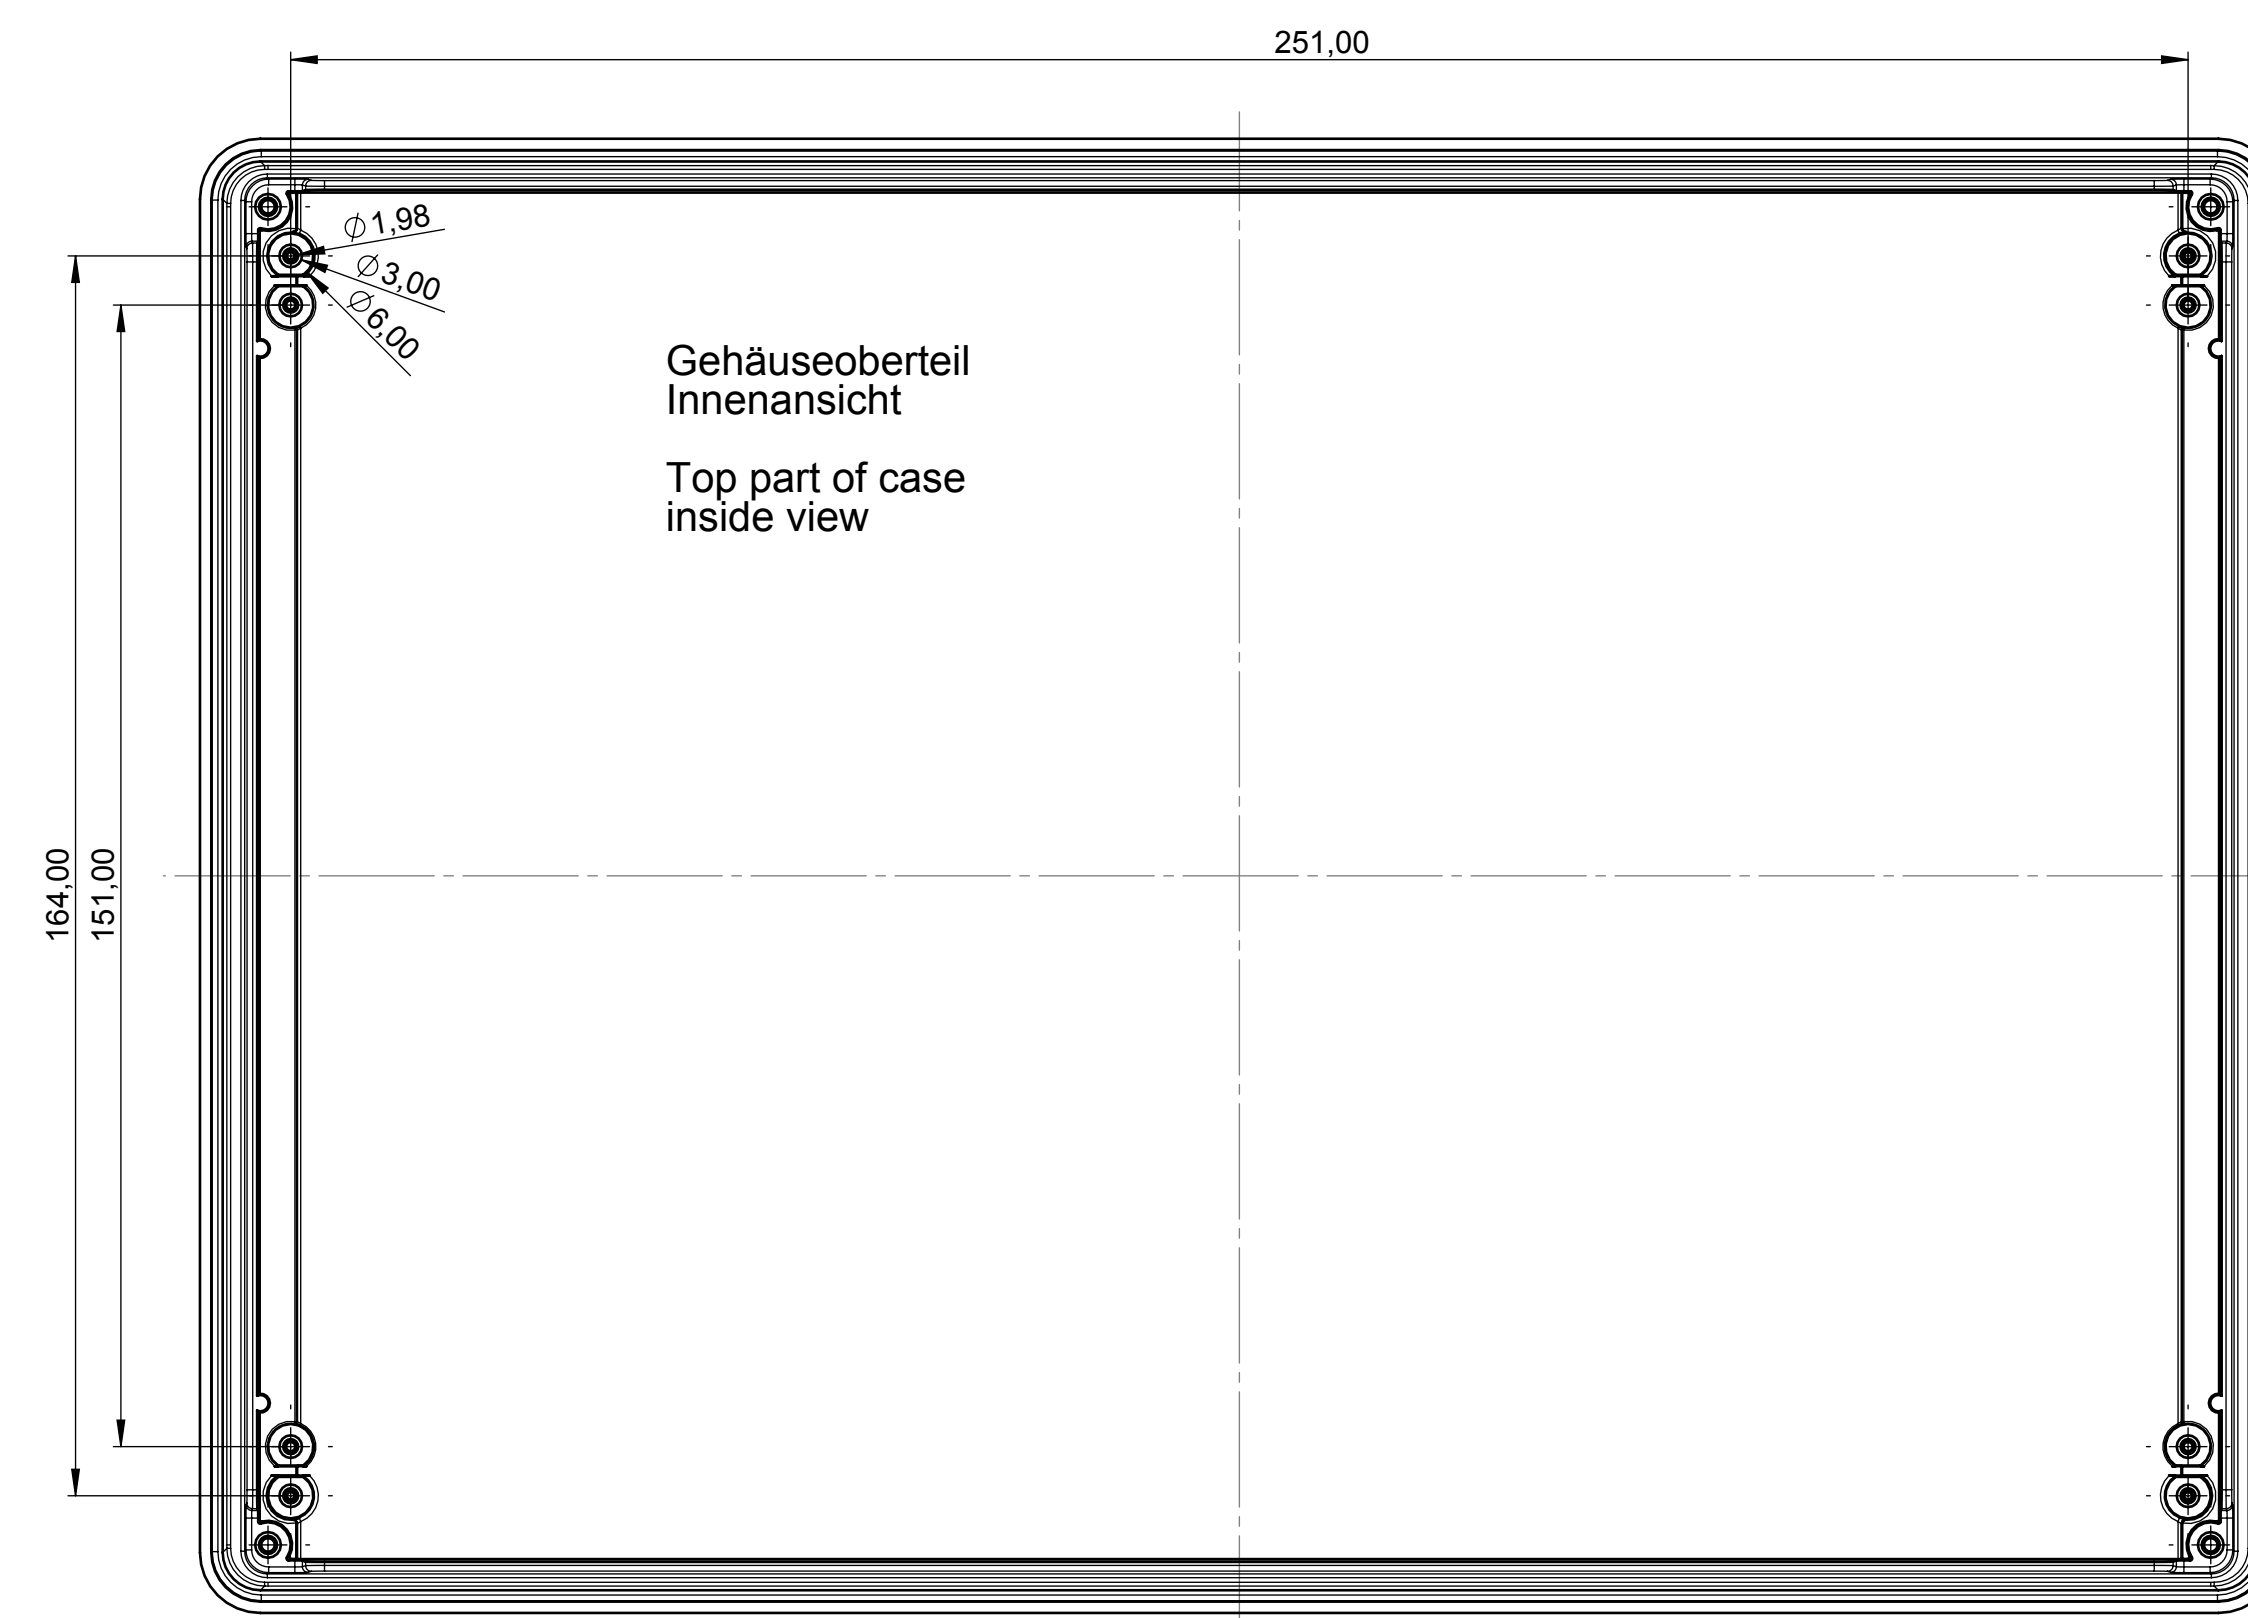 251,00
∅1,98
∅3,00
∅6,00
Gehäuseoberteil
Innenansicht
Top part of case
inside view
164,00
151,00